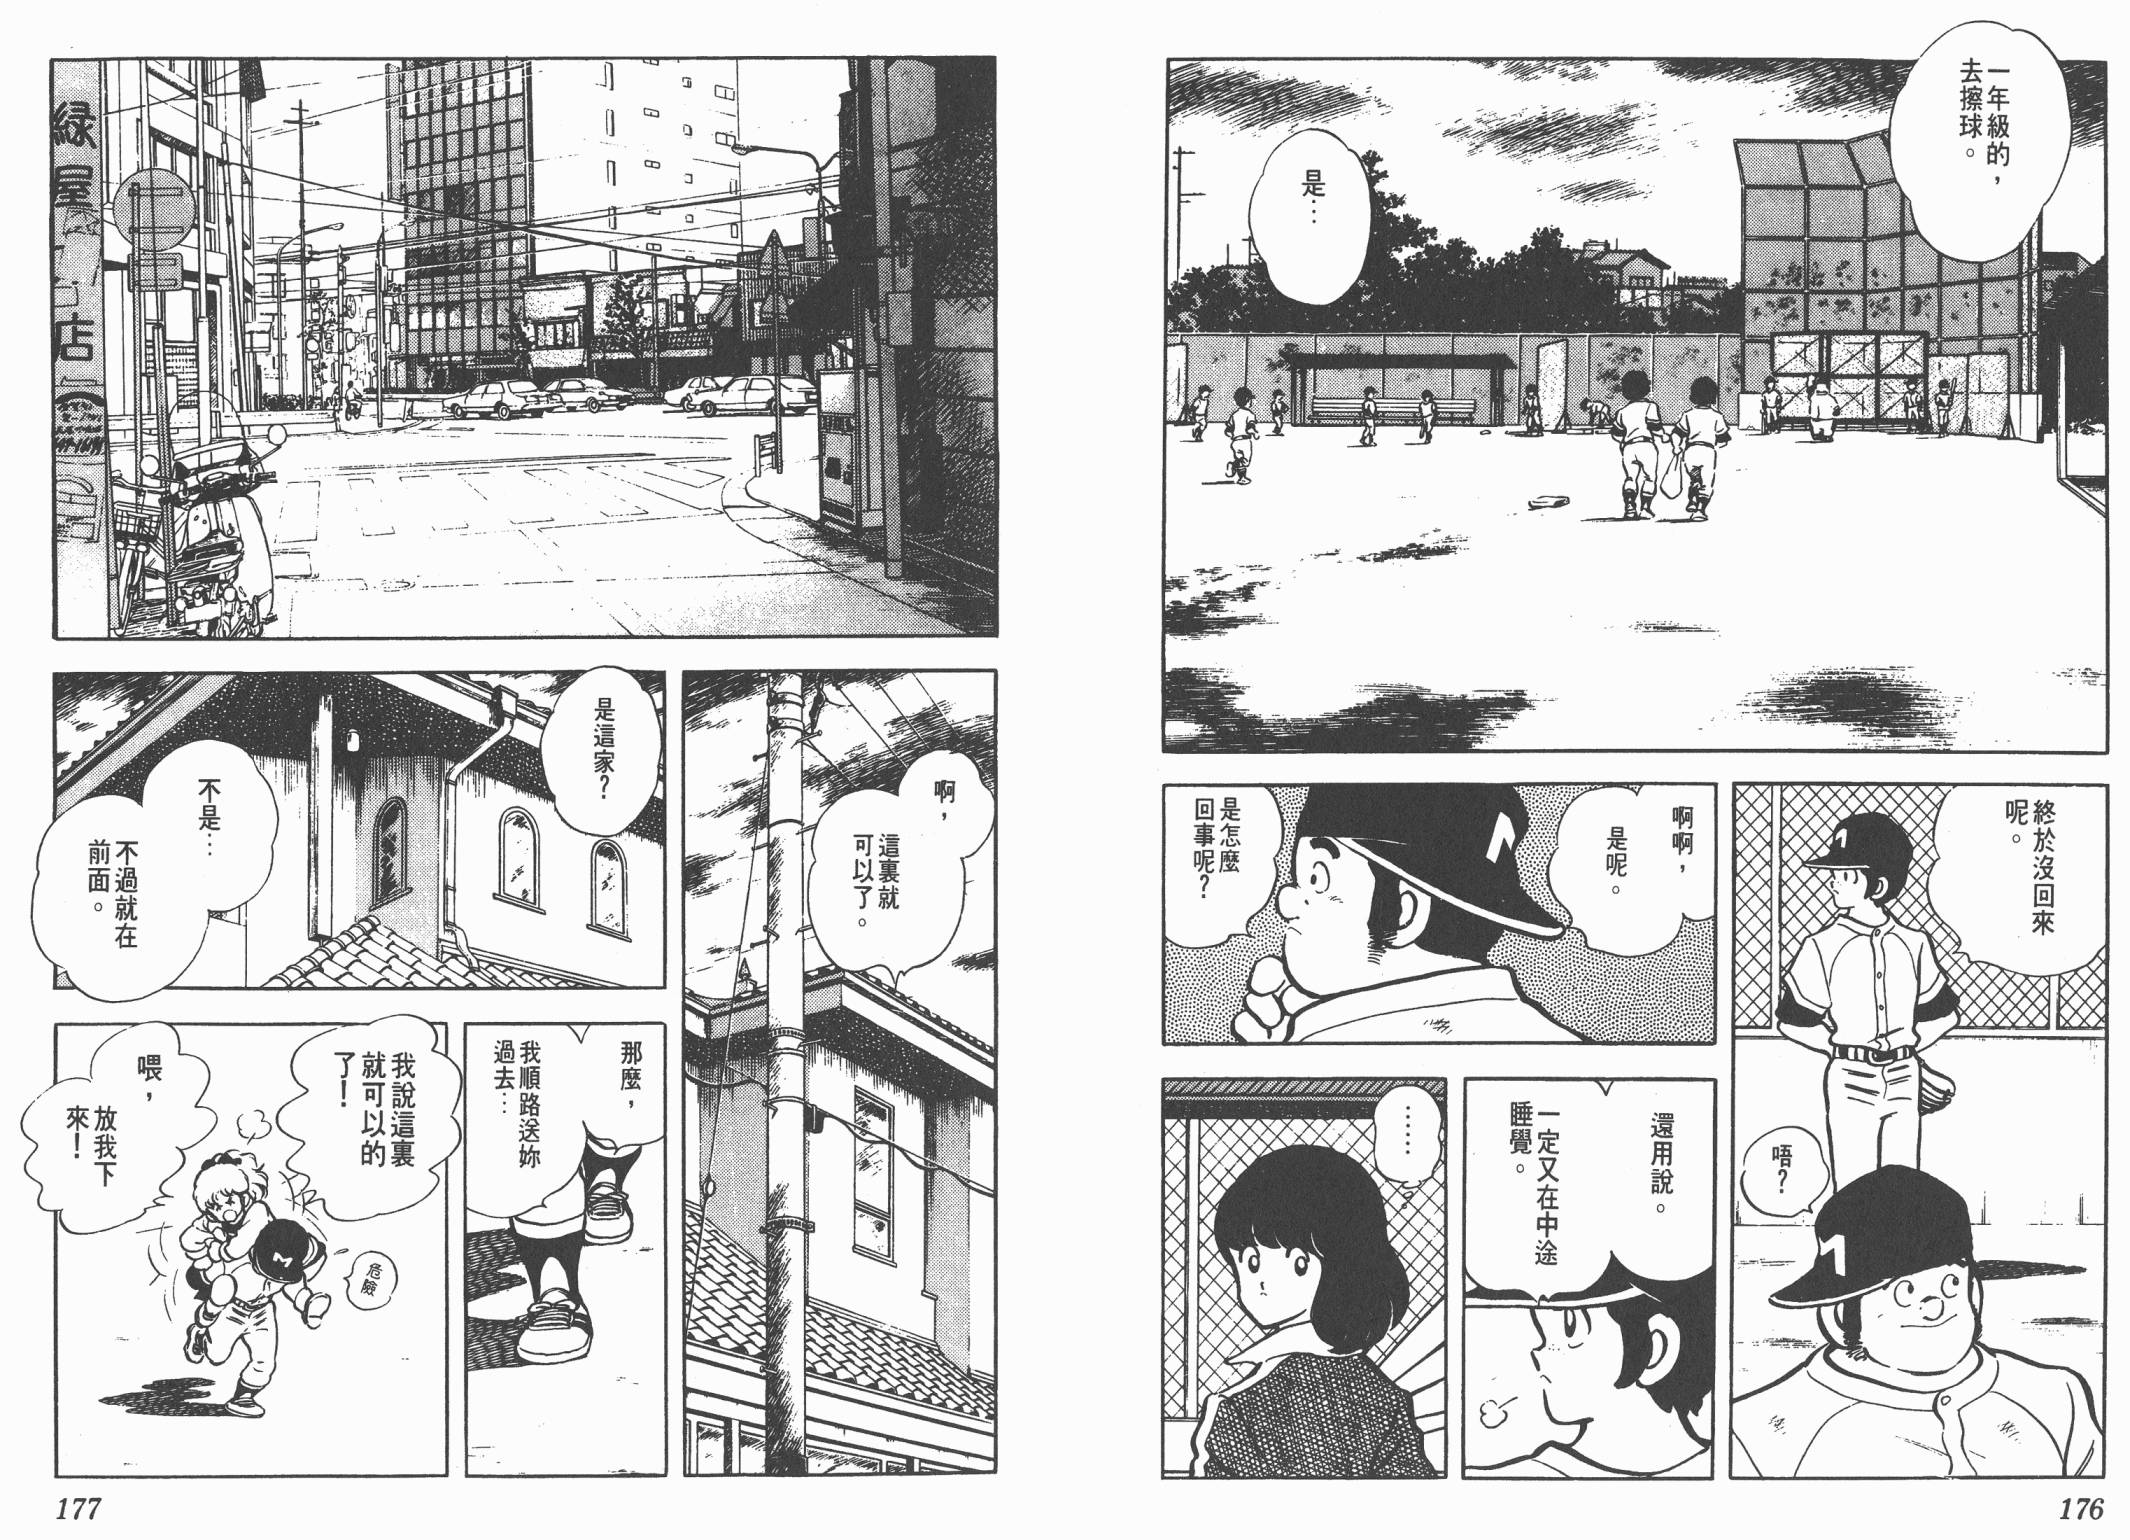 一年級的，
去擦球。
是…
終於沒回來
呢。
唔？
啊啊，
是呢。
是怎麼
回事呢？
還用說。
一定又在中途
睡覺。
……
176
緑
屋
店
啊，
這裏就
可以了。
是這家？
不是…
不過就在
前面。
那麼，
我順路送妳
過去…
我說這裏
就可以的
了！
喂，
放我下
來！
危險
177